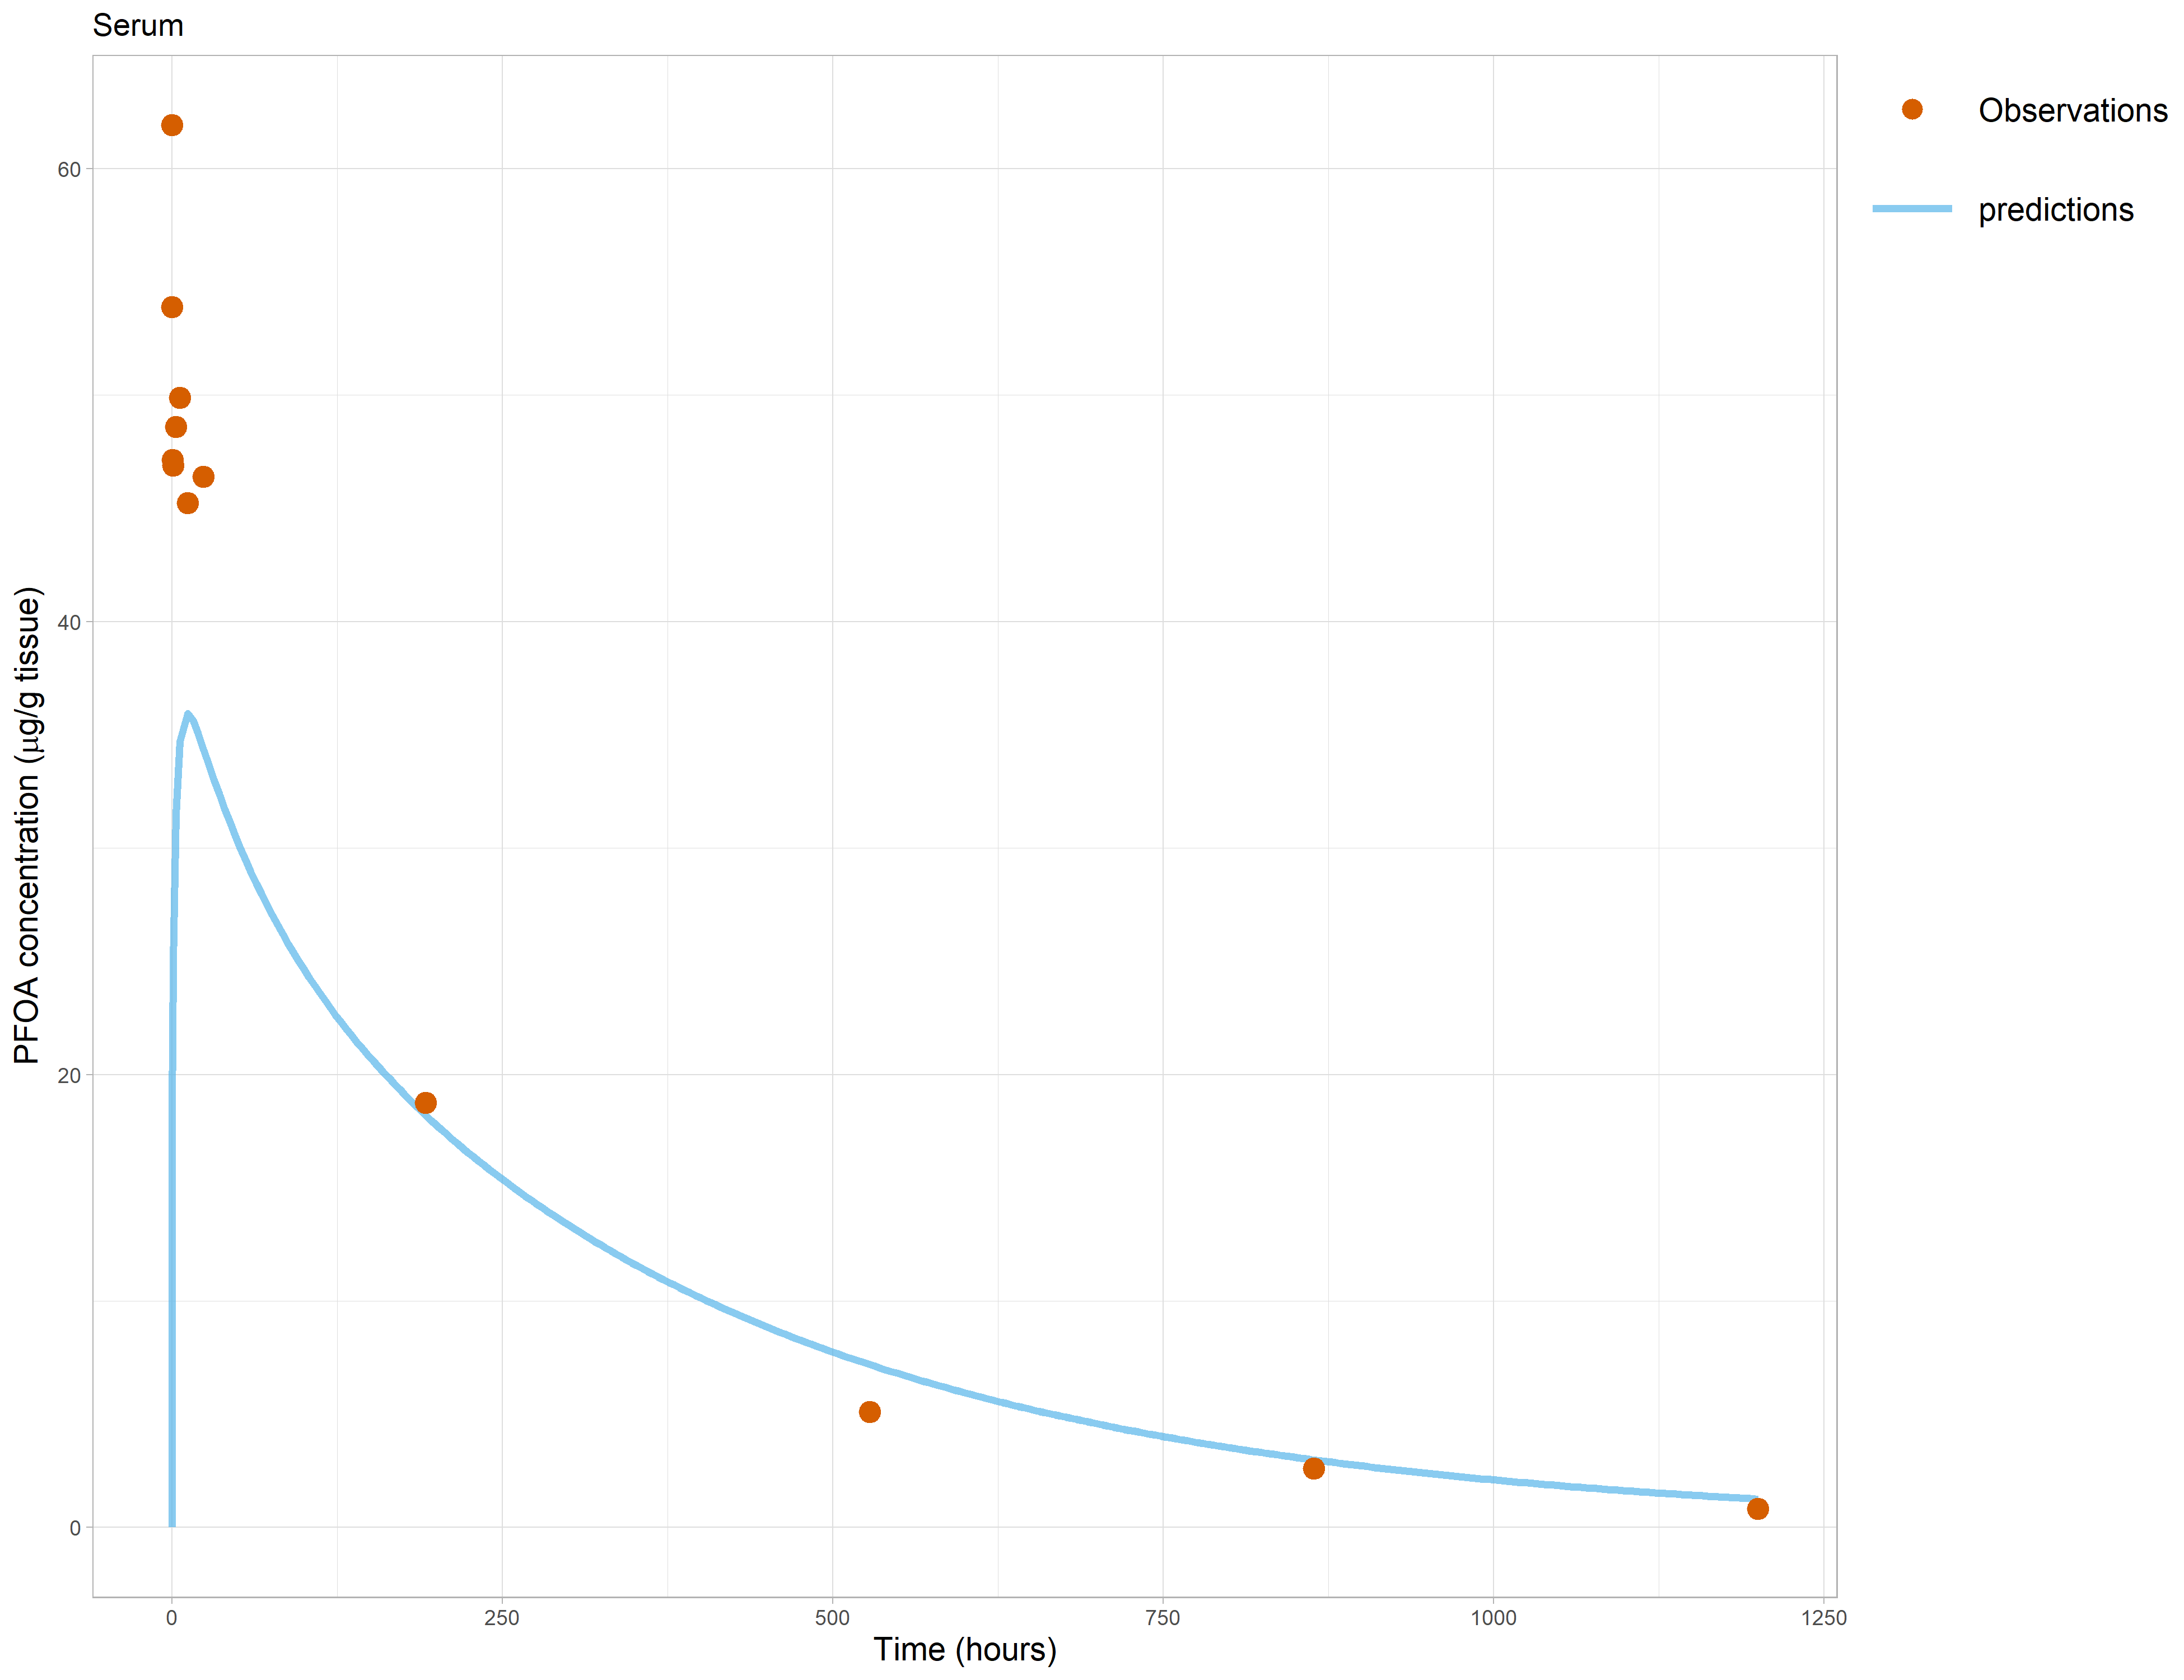 Serum
Observations
predictions
PFOA concentration (μg/g tissue)
60
40
20
0
0 250 500 750 1000 1250
Time (hours)